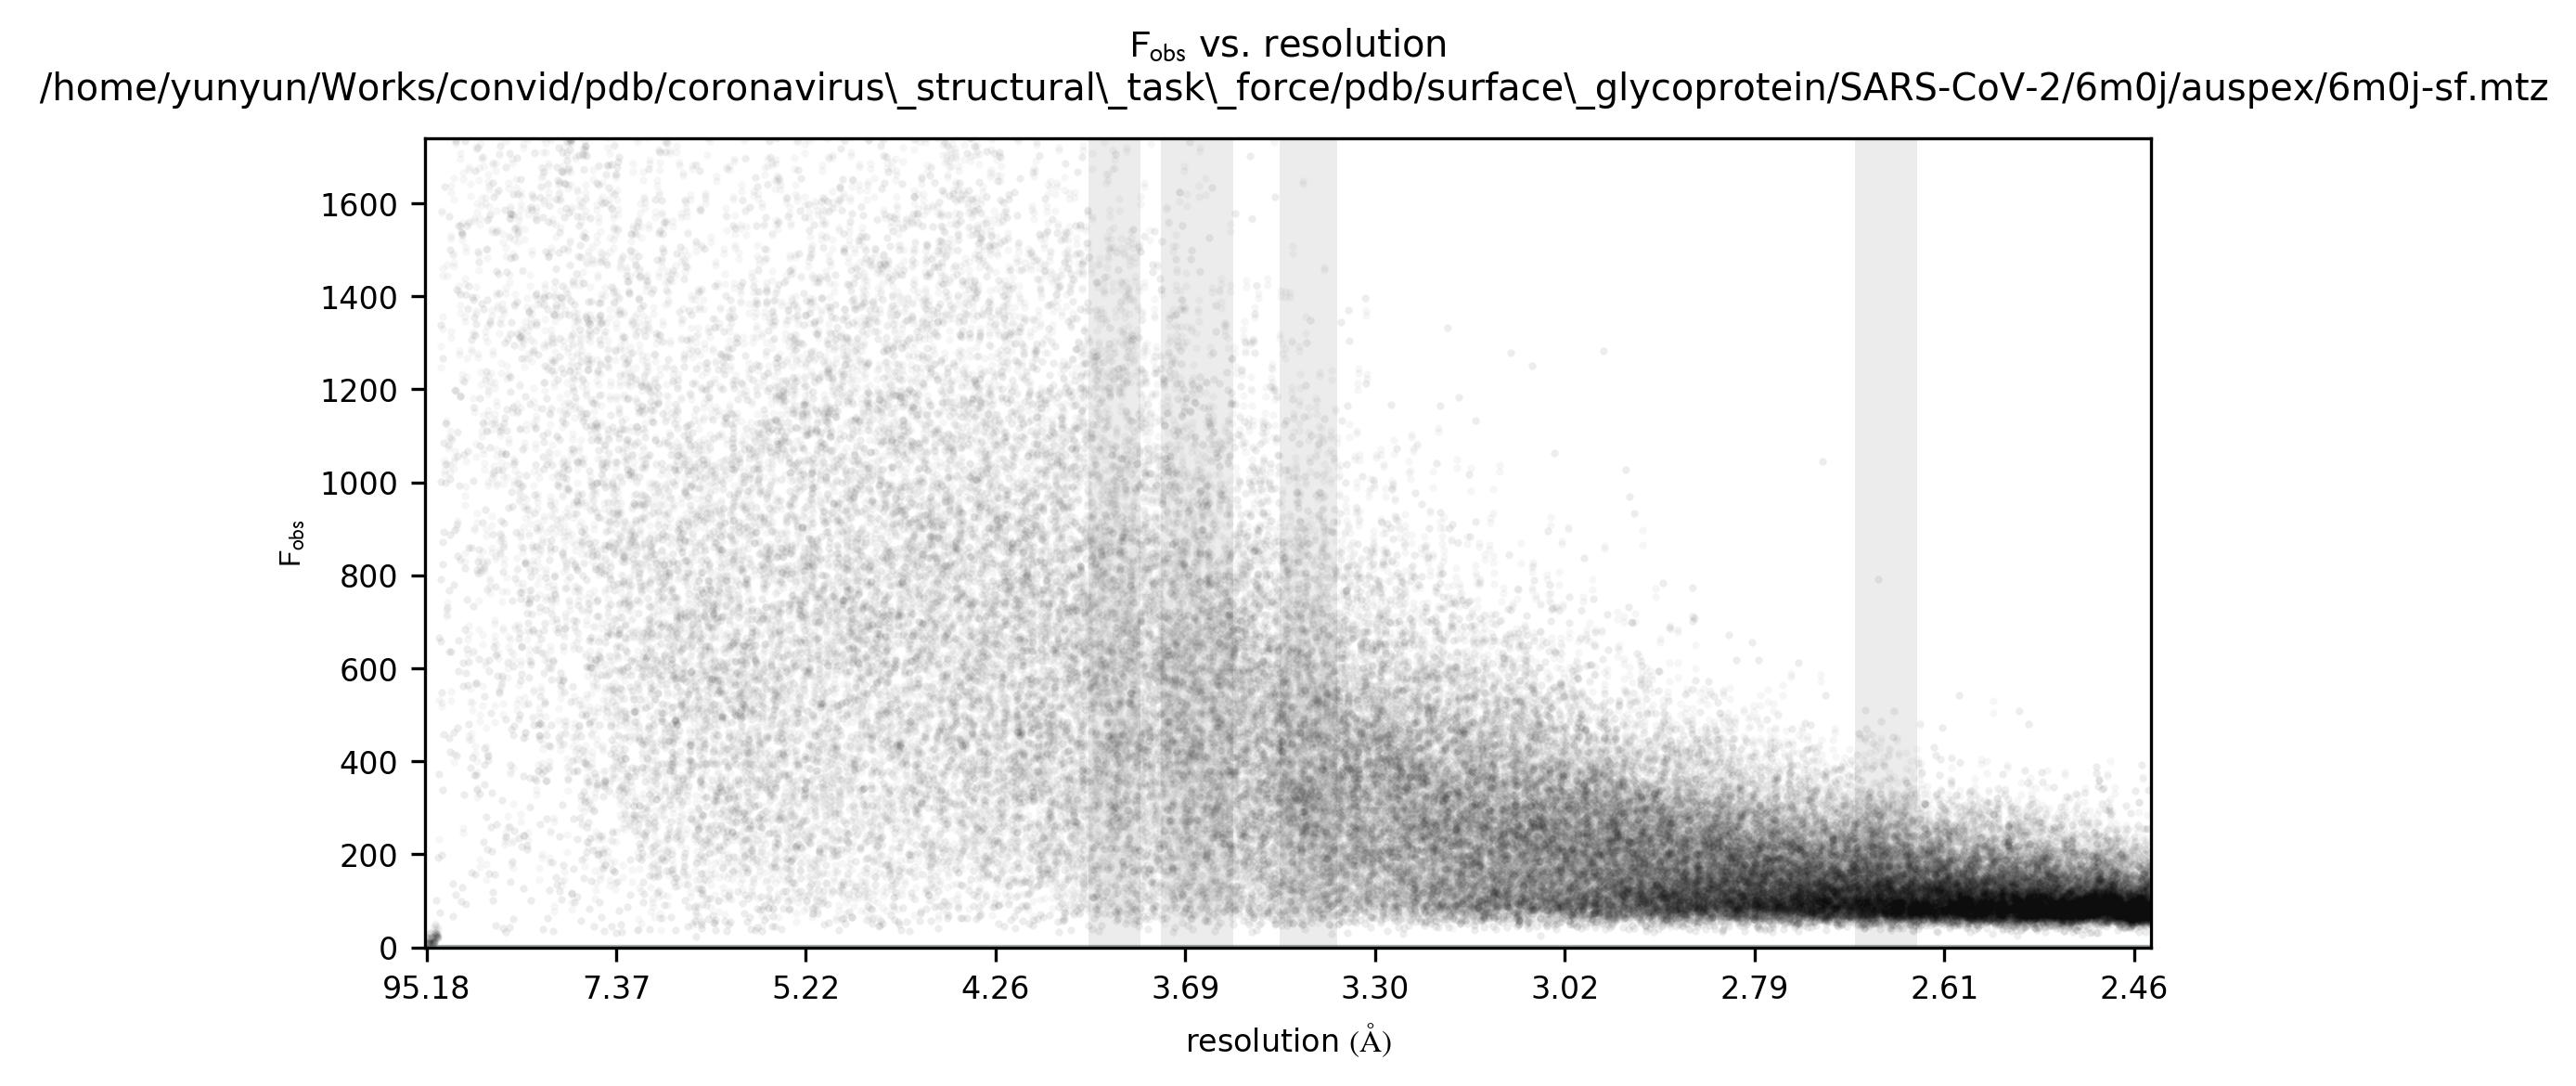 Fobs vs. resolution
/home/yunyun/Works/convid/pdb/coronavirus\_structural\_task\_force/pdb/surface\_glycoprotein/SARS-CoV-2/6m0j/auspex/6m0j-sf.mtz
1600
1400
1200
1000
800
600
400
200
0
Fobs
95.18 7.37 5.22 4.26 3.69 3.30 3.02 2.79 2.61 2.46
resolution (Å)